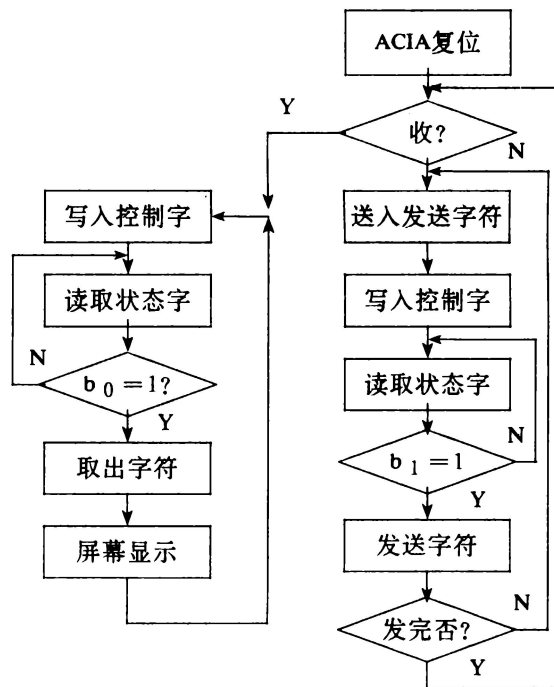 ACIA复位
Y
收?
N
写入控制字
送入发送字符
读取状态字
写入控制字
N
b 0 = 1?
读取状态字
Y
N
取出字符
b 1 = 1
Y
屏幕显示
发送字符
N
发完否?
Y